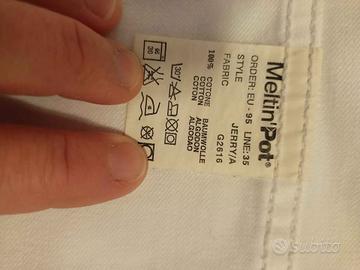 Meltin'Pot®
ORDER: EU - 95 LINE: 35
STYLE JERRY/A
FABRIC G2616
100% COTONE BAUMWOLLE
COTTON ALGODON
COTON ALGODAO
30°
Subito